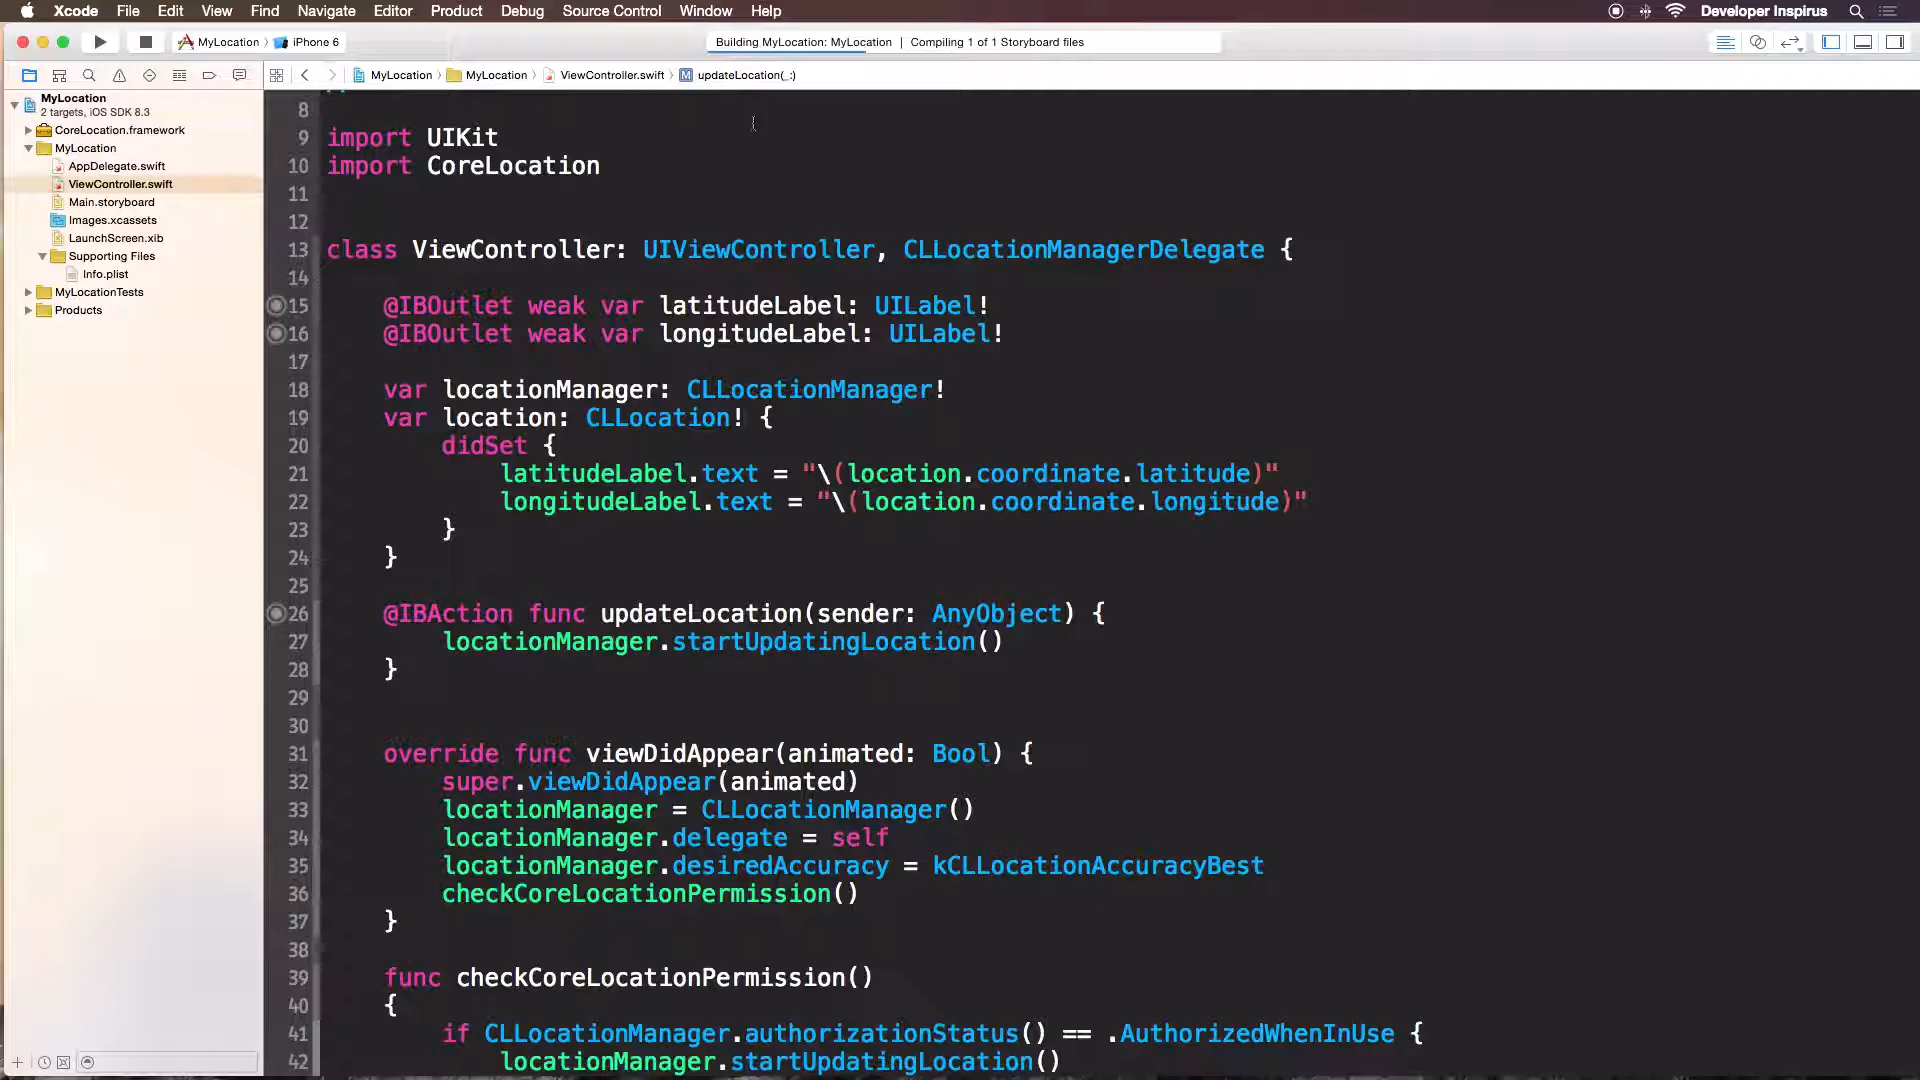 Xcode File Edit View Find Navigate Editor Product Debug Source Control Window Help Developer Inspirus
MyLocation iPhone 6 Building MyLocation: MyLocation | Compiling 1 of 1 Storyboard files
MyLocation MyLocation ViewController.swift M updateLocation(_:)
MyLocation
2 targets, iOS SDK 8.3
CoreLocation.framework
MyLocation
AppDelegate.swift
ViewController.swift
Main.storyboard
Images.xcassets
LaunchScreen.xib
Supporting Files
Info.plist
MyLocationTests
Products
8
9 import UIKit
10 import CoreLocation
11
12
13 class ViewController: UIViewController, CLLocationManagerDelegate {
14
15 @IBOutlet weak var latitudeLabel: UILabel!
16 @IBOutlet weak var longitudeLabel: UILabel!
17
18 var locationManager: CLLocationManager!
19 var location: CLLocation! {
20 didSet {
21 latitudeLabel.text = "\(location.coordinate.latitude)"
22 longitudeLabel.text = "\(location.coordinate.longitude)"
23 }
24 }
25
26 @IBAction func updateLocation(sender: AnyObject) {
27 locationManager.startUpdatingLocation()
28 }
29
30
31 override func viewDidAppear(animated: Bool) {
32 super.viewDidAppear(animated)
33 locationManager = CLLocationManager()
34 locationManager.delegate = self
35 locationManager.desiredAccuracy = kCLLocationAccuracyBest
36 checkCoreLocationPermission()
37 }
38
39 func checkCoreLocationPermission()
40 {
41 if CLLocationManager.authorizationStatus() == .AuthorizedWhenInUse {
42 locationManager.startUpdatingLocation()